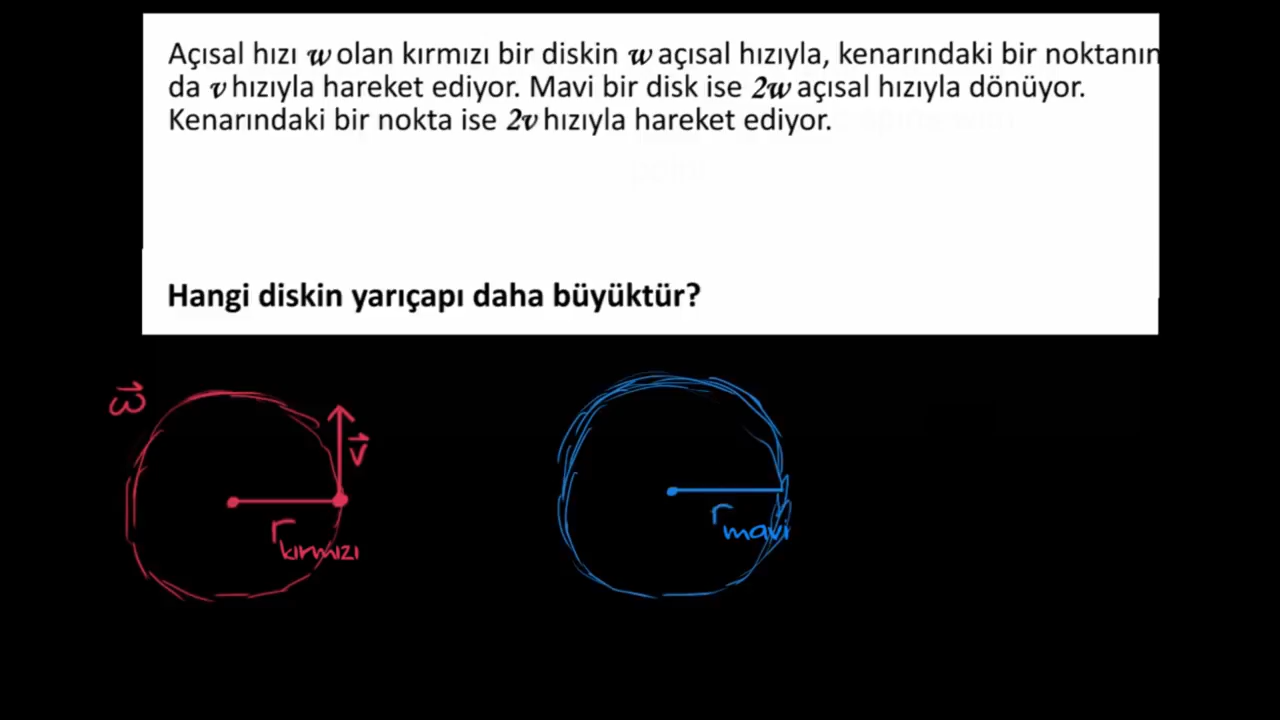 Açısal hızı w olan kırmızı bir diskin w açısal hızıyla, kenarındaki bir noktanın
da v hızıyla hareket ediyor. Mavi bir disk ise 2w açısal hızıyla dönüyor.
Kenarındaki bir nokta ise 2v hızıyla hareket ediyor.
Hangi diskin yarıçapı daha büyüktür?
ω
v
r kırmızı
r mavi